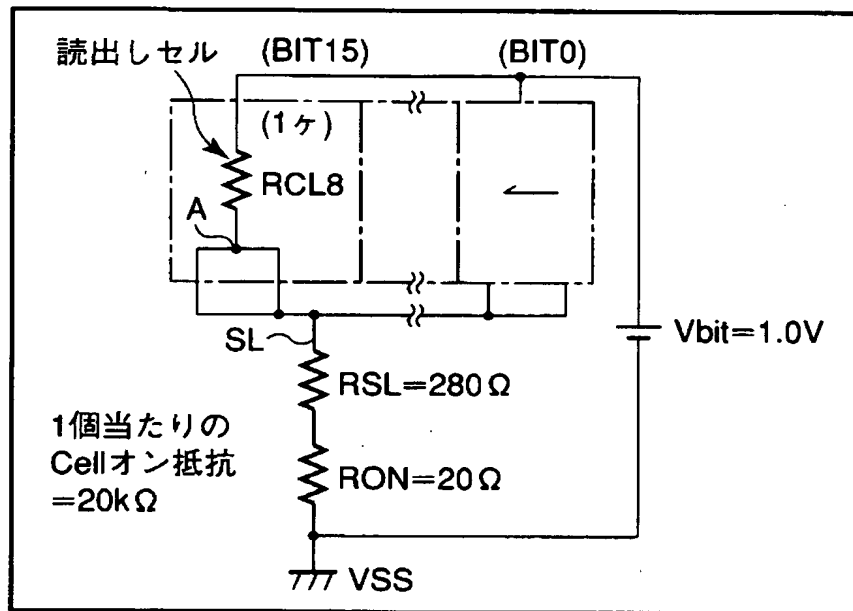 読出しセル
(BIT15)
(BIT0)
(1ヶ)
RCL8
A
SL
Vbit=1.0V
RSL=280Ω
1個当たりの
Cellオン抵抗
=20kΩ
RON=20Ω
VSS